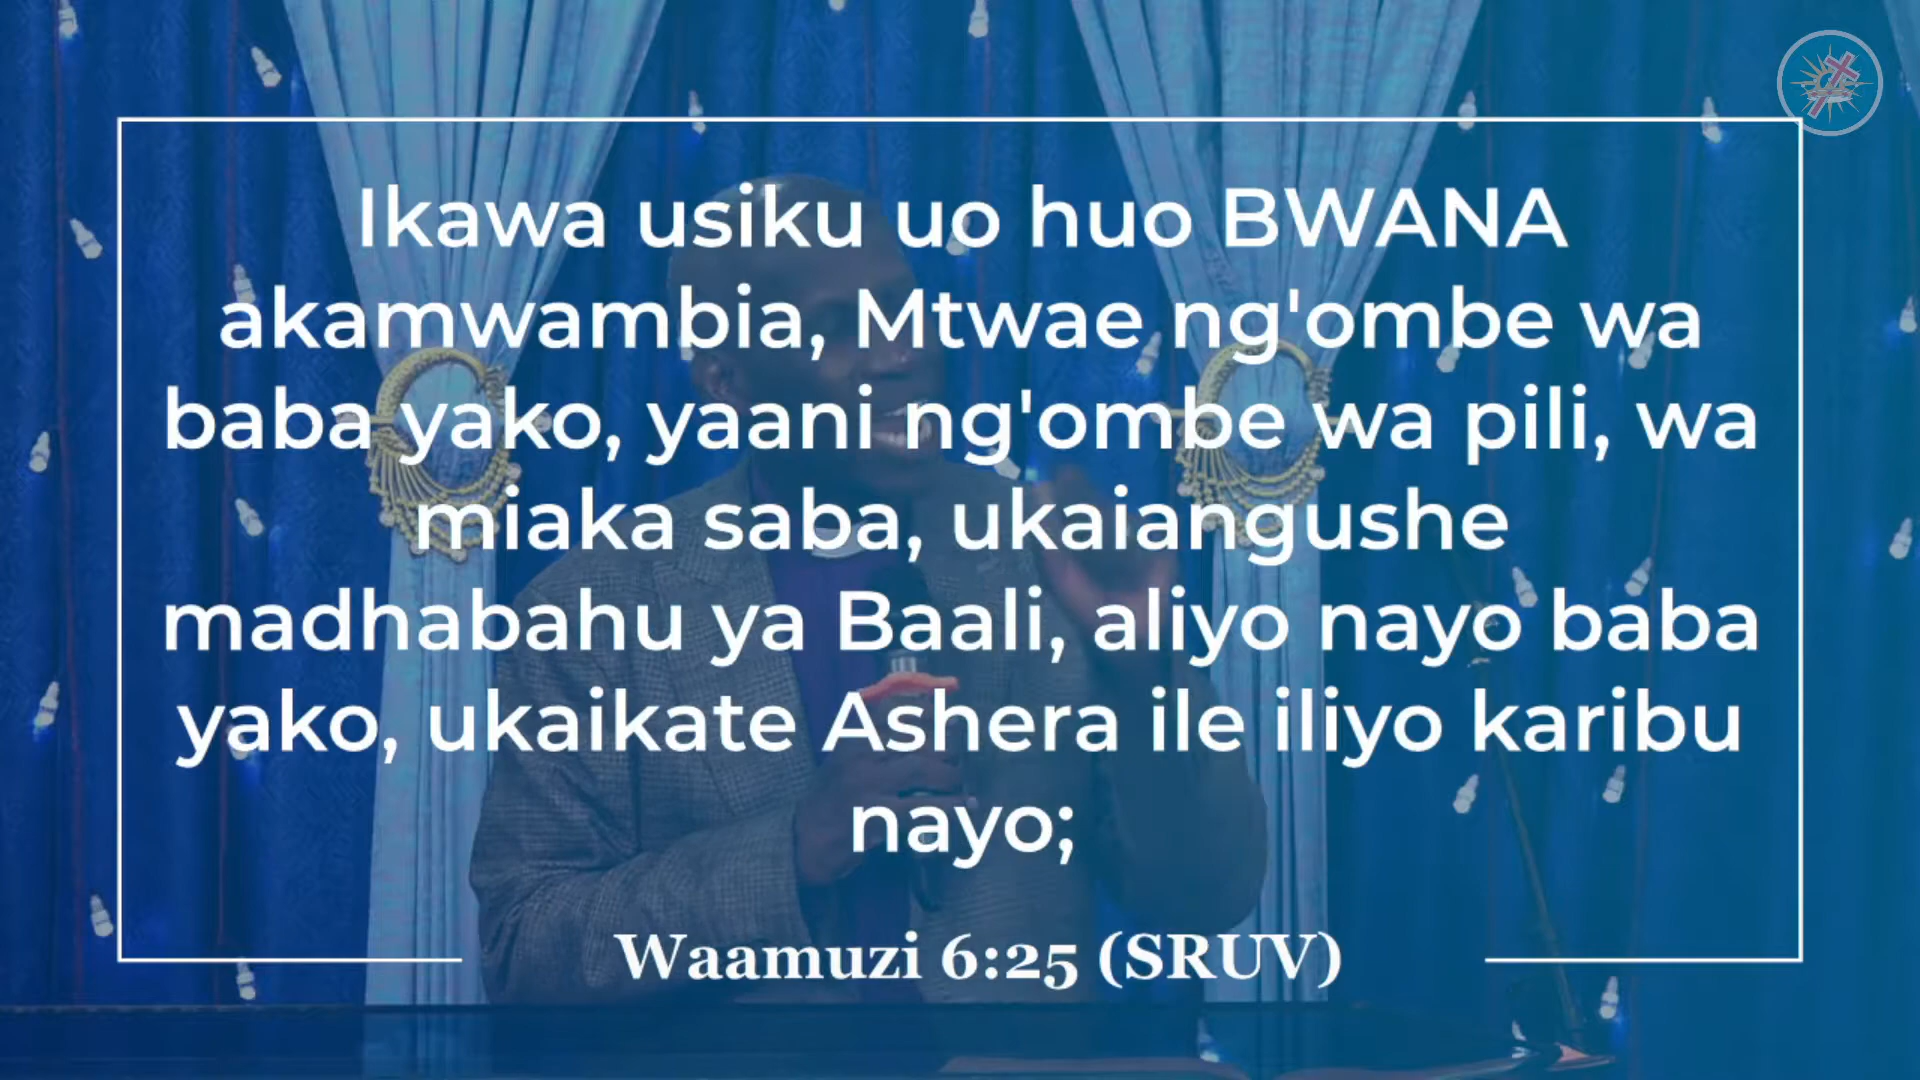 Ikawa usiku uo huo BWANA
akamwambia, Mtwae ng'ombe wa
baba yako, yaani ng'ombe wa pili, wa
miaka saba, ukaiangushe
madhabahu ya Baali, aliyo nayo baba
yako, ukaikate Ashera ile iliyo karibu
nayo;
Waamuzi 6:25 (SRUV)